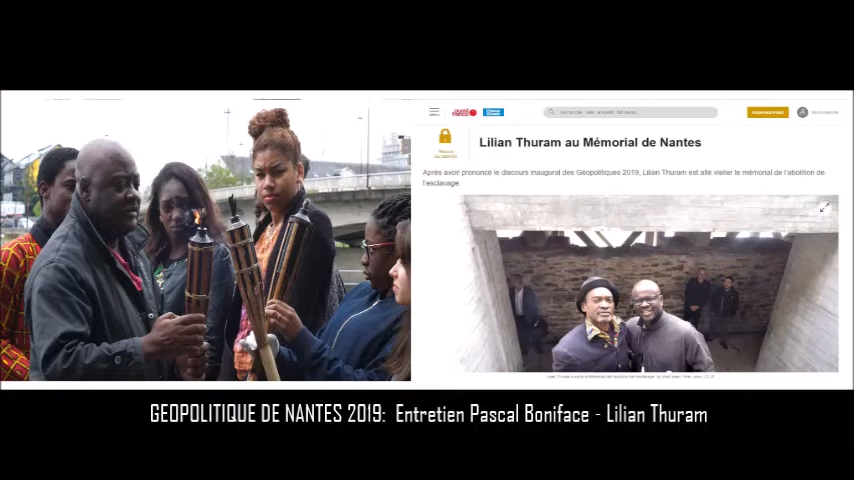 Lilian Thuram au Mémorial de Nantes
Après avoir prononcé le discours inaugural des Géopolitiques 2019, Lilian Thuram est allé visiter le mémorial de l'abolition de
l'esclavage.
GEOPOLITIQUE DE NANTES 2019: Entretien Pascal Boniface - Lilian Thuram